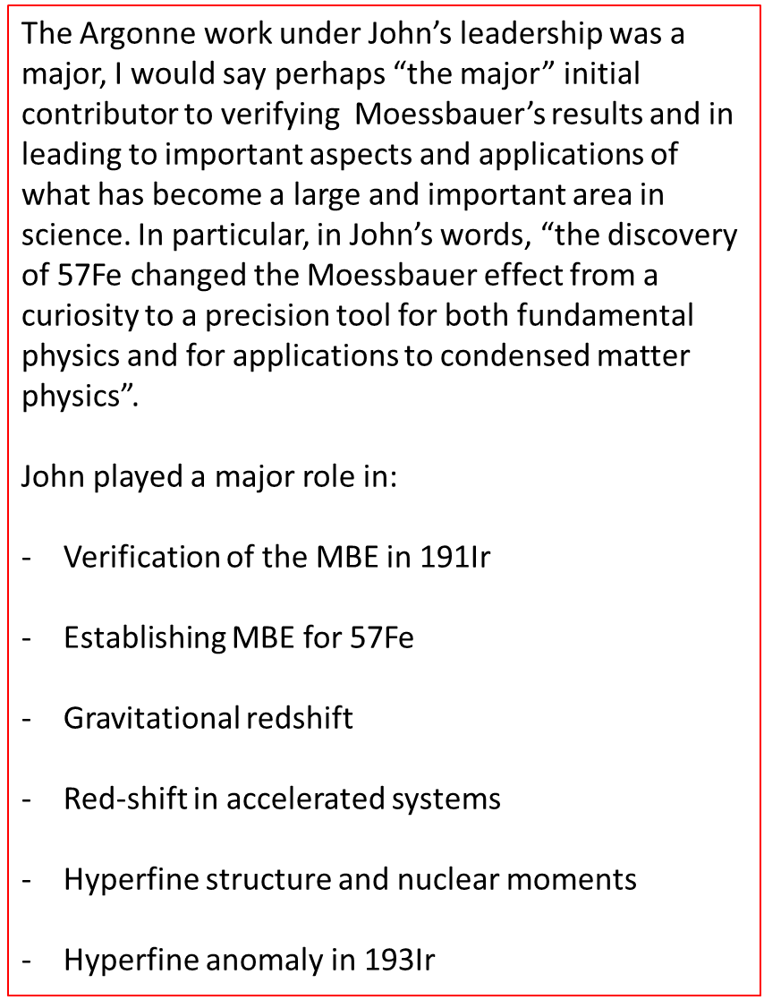 The Argonne work under John’s leadership was a
major, I would say perhaps “the major” initial
contributor to verifying  Moessbauer’s results and in
leading to important aspects and applications of
what has become a large and important area in
science. In particular, in John’s words, “the discovery
of 57Fe changed the Moessbauer effect from a
curiosity to a precision tool for both fundamental
physics and for applications to condensed matter
physics”.
John played a major role in:
- Verification of the MBE in 191Ir
- Establishing MBE for 57Fe
- Gravitational redshift
- Red-shift in accelerated systems
- Hyperfine structure and nuclear moments
- Hyperfine anomaly in 193Ir